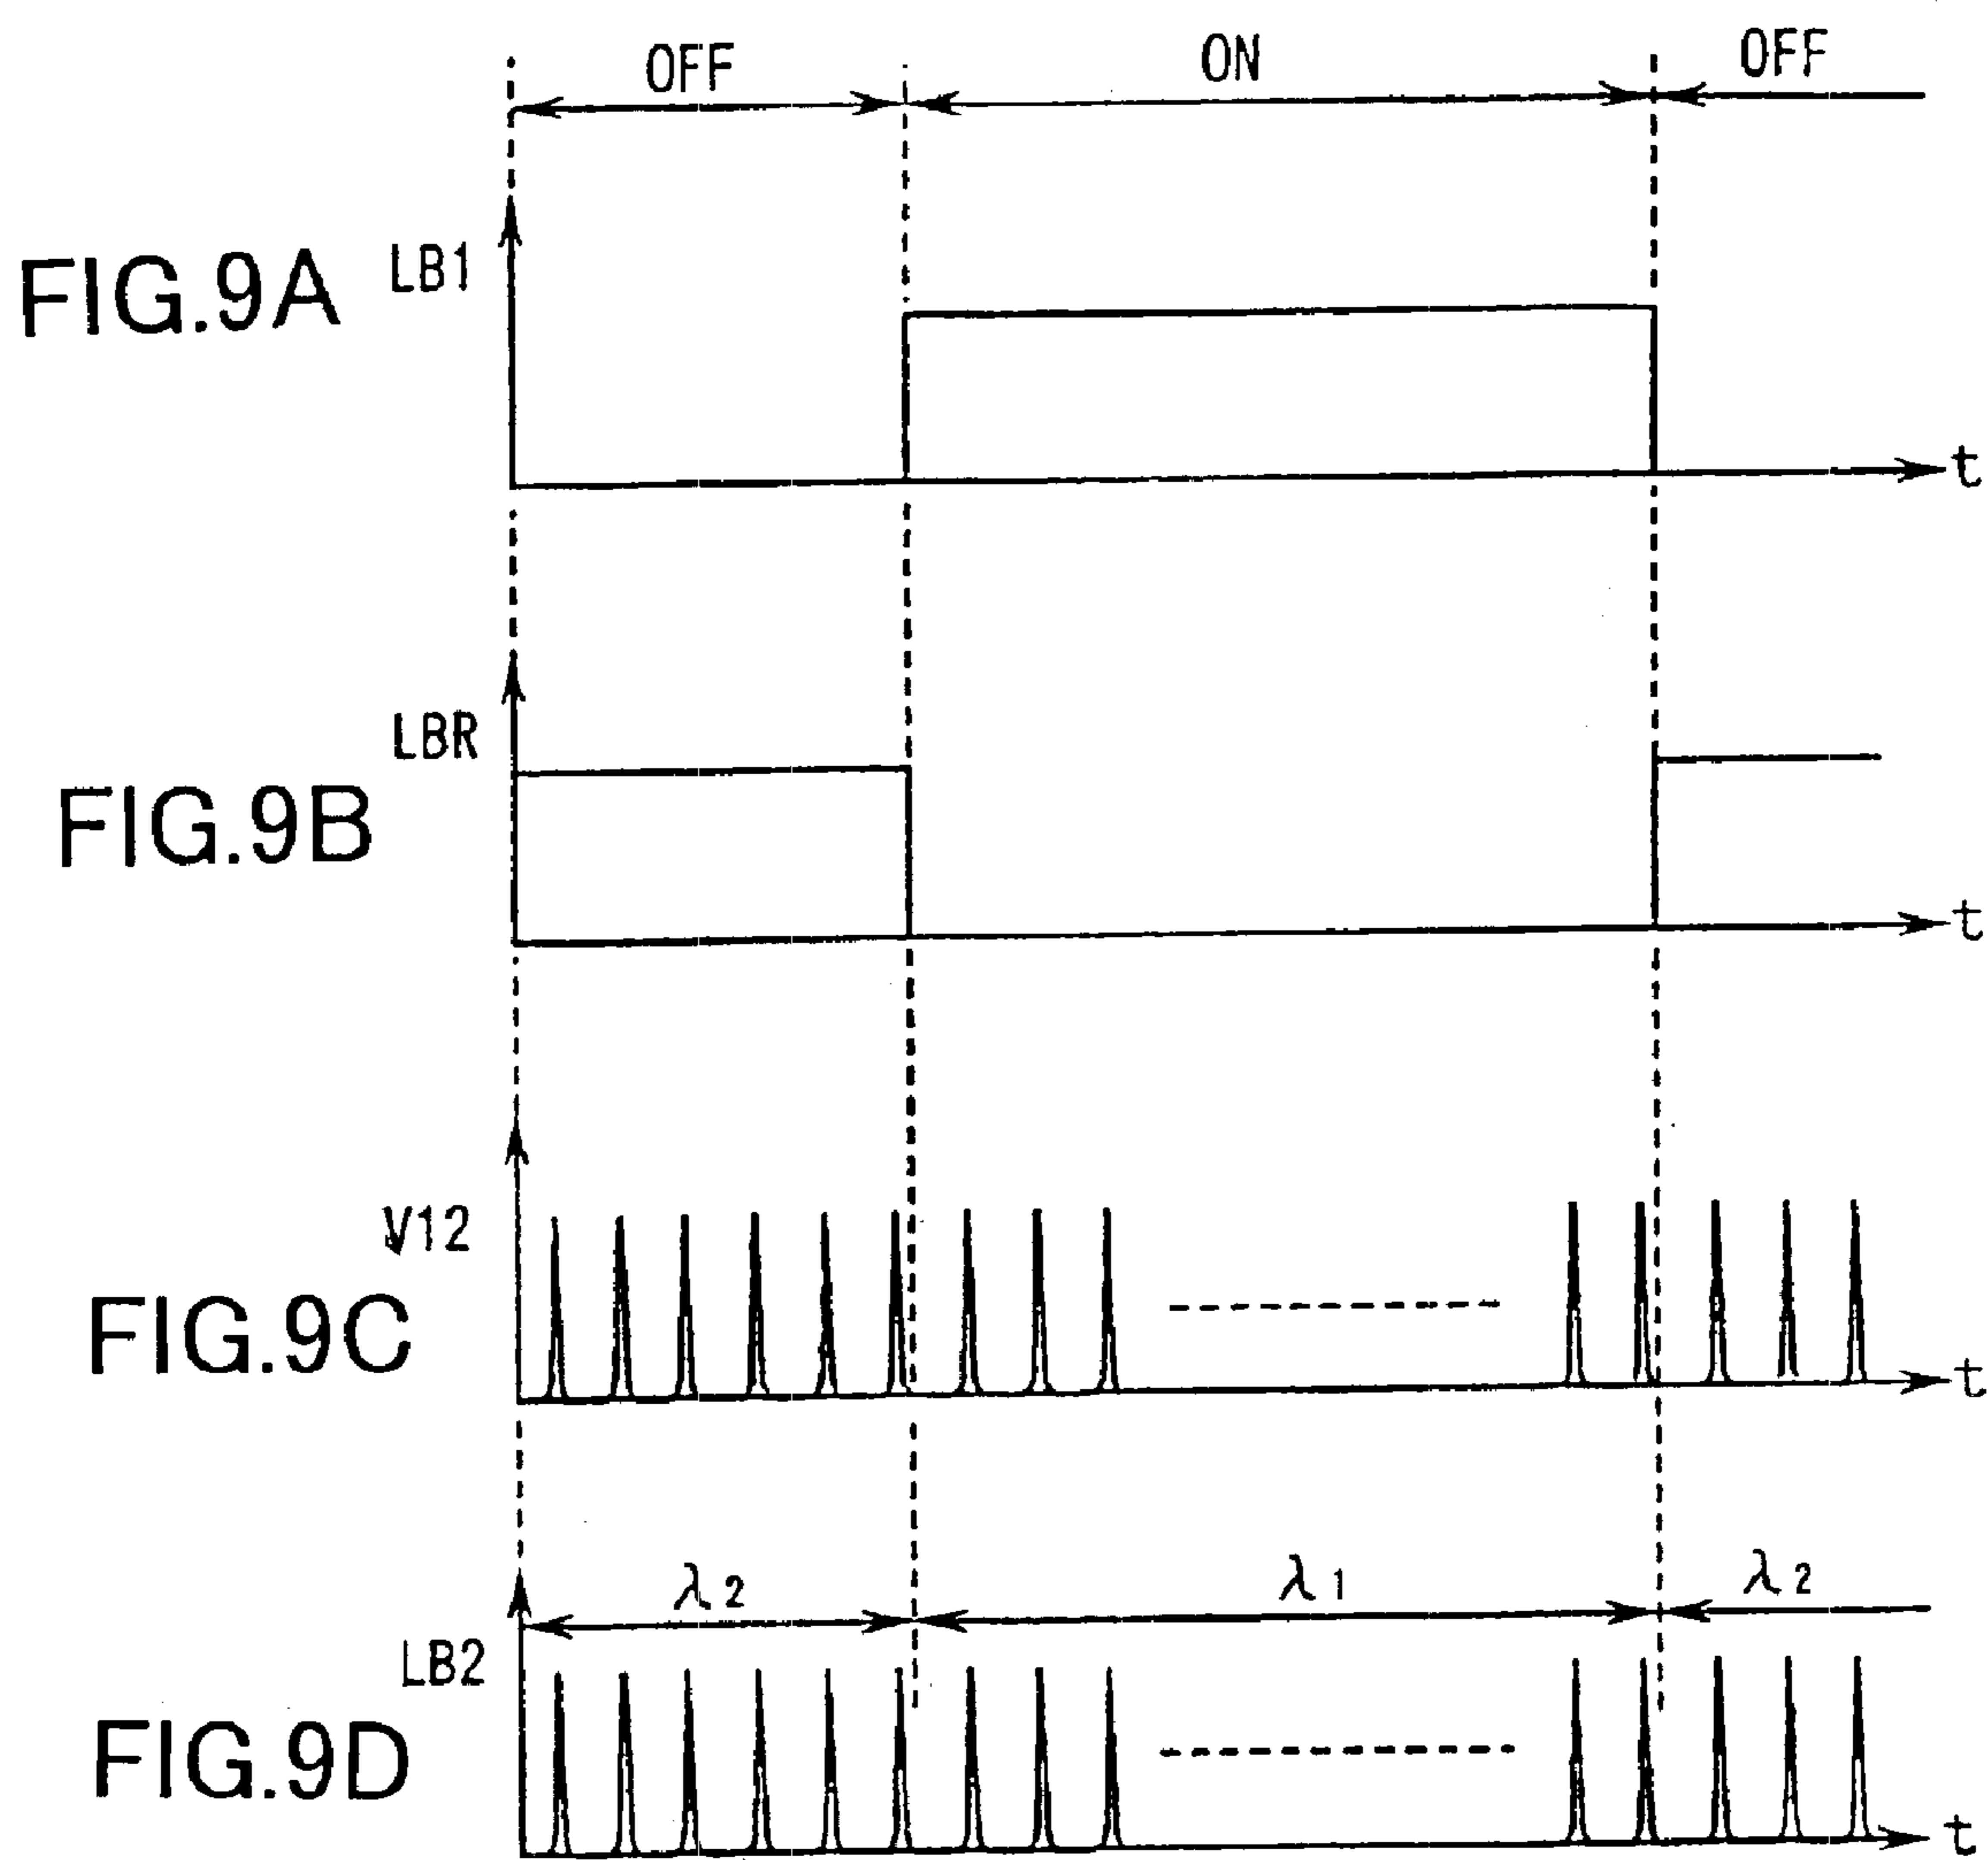 OFF ON OFF
FIG.9A LB1
t
FIG.9B LBR
t
FIG.9C V12
t
λ2 λ1 λ2
FIG.9D LB2
t